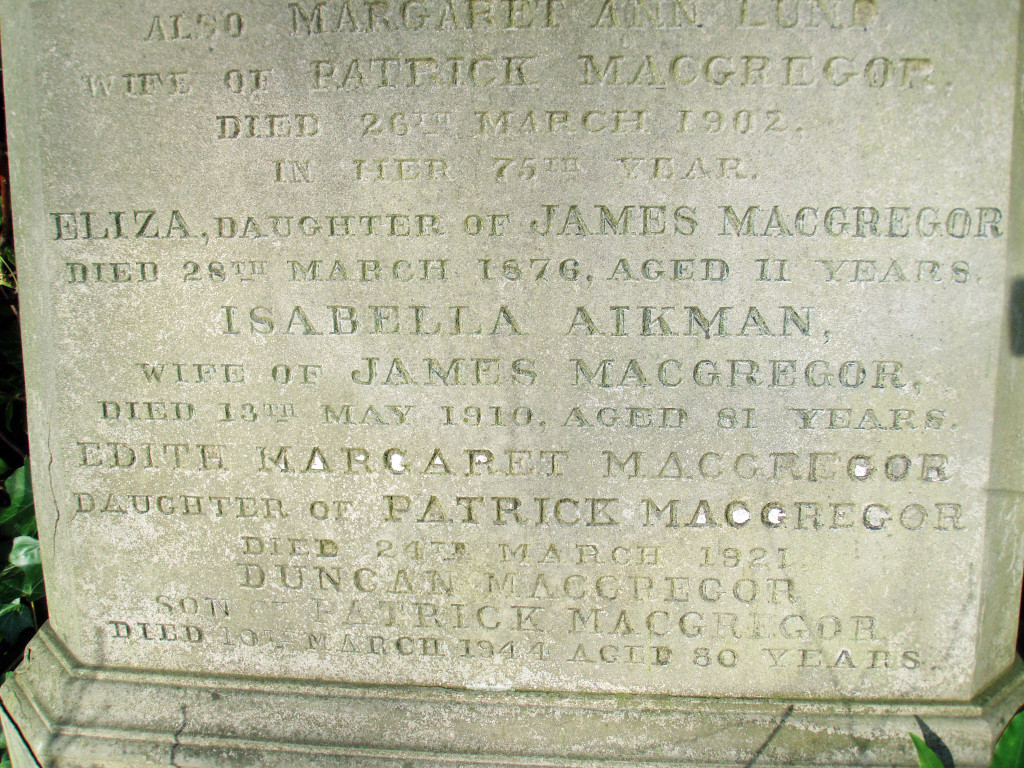 ALSO MARGARET ANN LUND
WIFE OF PATRICK MACGREGOR,
DIED 26TH MARCH 1902.
IN HER 75TH YEAR.
ELIZA, DAUGHTER OF JAMES MACGREGOR
DIED 28TH MARCH 1876, AGED 11 YEARS.
ISABELLA AIKMAN,
WIFE OF JAMES MACGREGOR,
DIED 13TH MAY 1910, AGED 81 YEARS.
EDITH MARGARET MACGREGOR
DAUGHTER OF PATRICK MACGREGOR
DIED 24TH MARCH 1921.
DUNCAN MACGREGOR
SON OF PATRICK MACGREGOR
DIED 10TH MARCH 1944 AGED 80 YEARS.